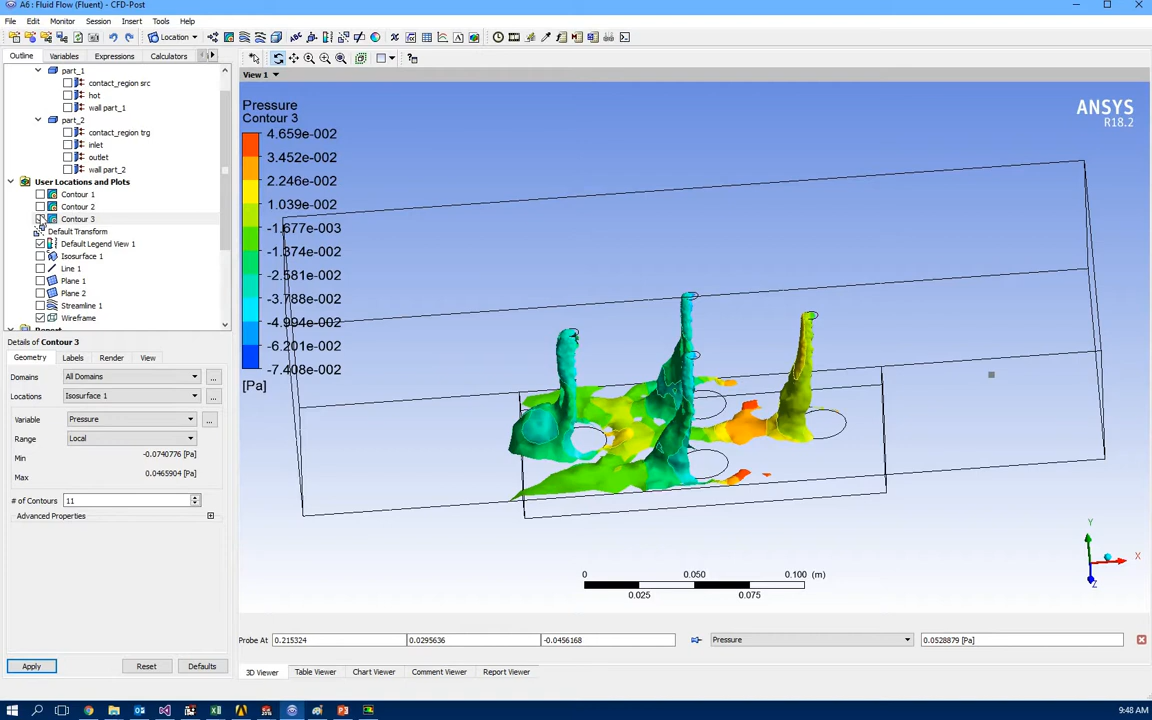 A6 : Fluid Flow (Fluent) - CFD-Post
File Edit Monitor Session Insert Tools Help
Location
Outline Variables Expressions Calculators
View 1
part_1
contact_region src
hot
wall part_1
part_2
contact_region trg
inlet
outlet
wall part_2
User Locations and Plots
Contour 1
Contour 2
Contour 3
Default Transform
Default Legend View 1
Isosurface 1
Line 1
Plane 1
Plane 2
Streamline 1
Wireframe
Report
Details of Contour 3
Geometry Labels Render View
Domains All Domains ...
Locations Isosurface 1 ...
Variable Pressure ...
Range Local
Min -0.0740776 [Pa]
Max 0.0465904 [Pa]
# of Contours 11
Advanced Properties
Apply Reset Defaults
Pressure
Contour 3
4.659e-002
3.452e-002
2.246e-002
1.039e-002
-1.677e-003
-1.374e-002
-2.581e-002
-3.788e-002
-4.994e-002
-6.201e-002
-7.408e-002
[Pa]
ANSYS
R18.2
0 0.050 0.100 (m)
0.025 0.075
Y
X
Z
Probe At 0.215324 0.0295636 -0.0456168 Pressure 0.0528879 [Pa]
3D Viewer Table Viewer Chart Viewer Comment Viewer Report Viewer
9:48 AM